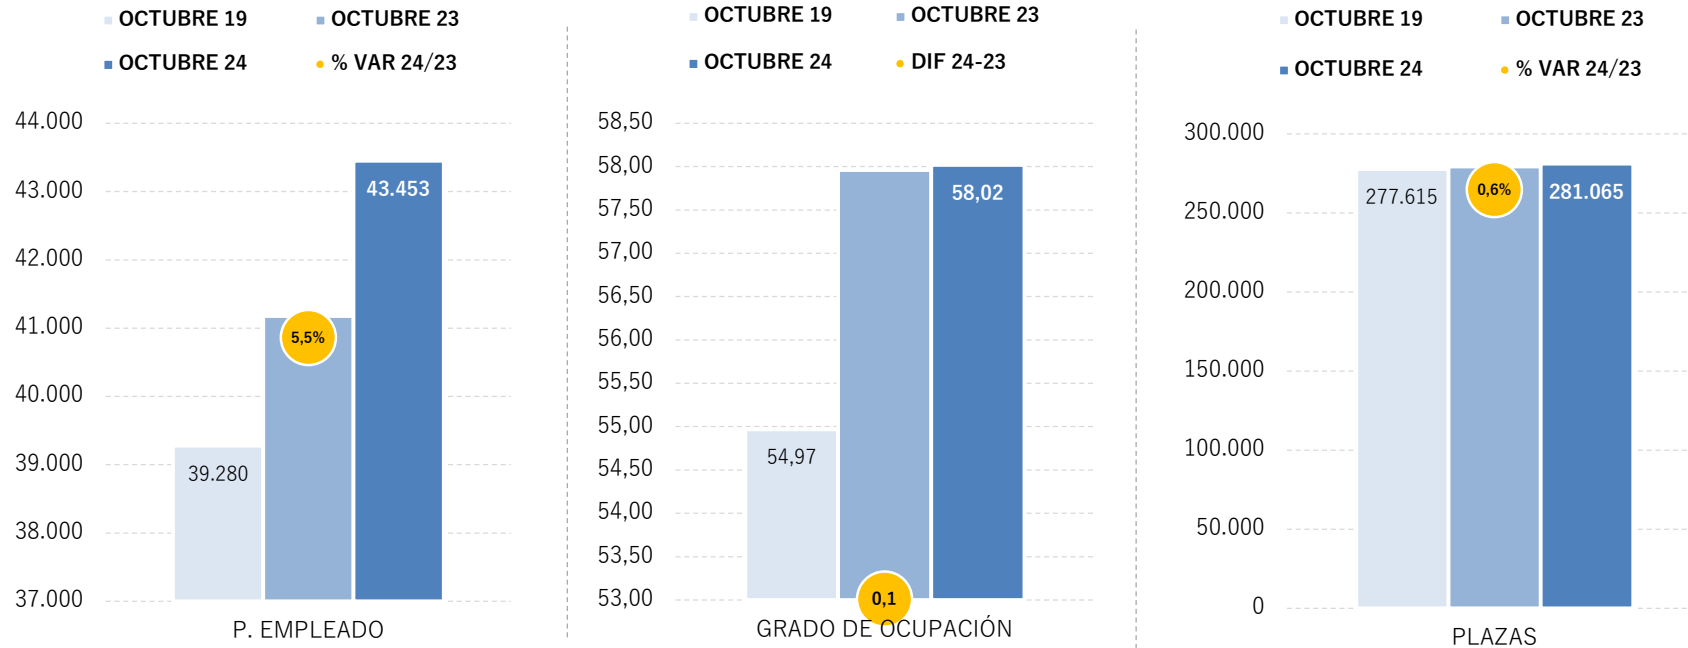 OCTUBRE 19
OCTUBRE 23
OCTUBRE 24
% VAR 24/23
44.000
43.000
42.000
41.000
40.000
39.000
38.000
37.000
39.280
5,5%
43.453
P. EMPLEADO
OCTUBRE 19
OCTUBRE 23
OCTUBRE 24
DIF 24-23
58,50
58,00
57,50
57,00
56,50
56,00
55,50
55,00
54,50
54,00
53,50
53,00
54,97
0,1
58,02
GRADO DE OCUPACIÓN
OCTUBRE 19
OCTUBRE 23
OCTUBRE 24
% VAR 24/23
300.000
250.000
200.000
150.000
100.000
50.000
0
277.615
0,6%
281.065
PLAZAS